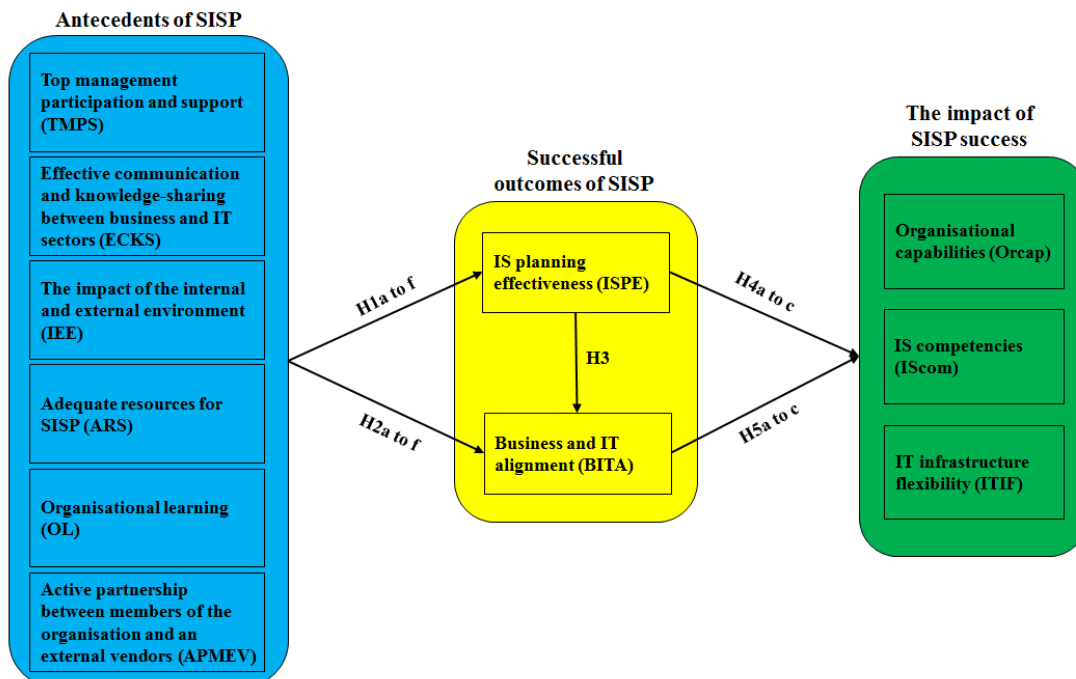 Antecedents of SISP
Top management
participation and support
(TMPS)
Effective communication
and knowledge-sharing
between business and IT
sectors (ECKS)
The impact of the internal
and external environment
(IEE)
Adequate resources for
SISP (ARS)
Organisational learning
(OL)
Active partnership
between members of the
organisation and an
external vendors (APMEV)
H1a to f
H2a to f
Successful
outcomes of SISP
IS planning
effectiveness (ISPE)
H3
Business and IT
alignment (BITA)
H4a to c
H5a to c
The impact of
SISP success
Organisational
capabilities (Orcap)
IS competencies
(IScom)
IT infrastructure
flexibility (ITIF)